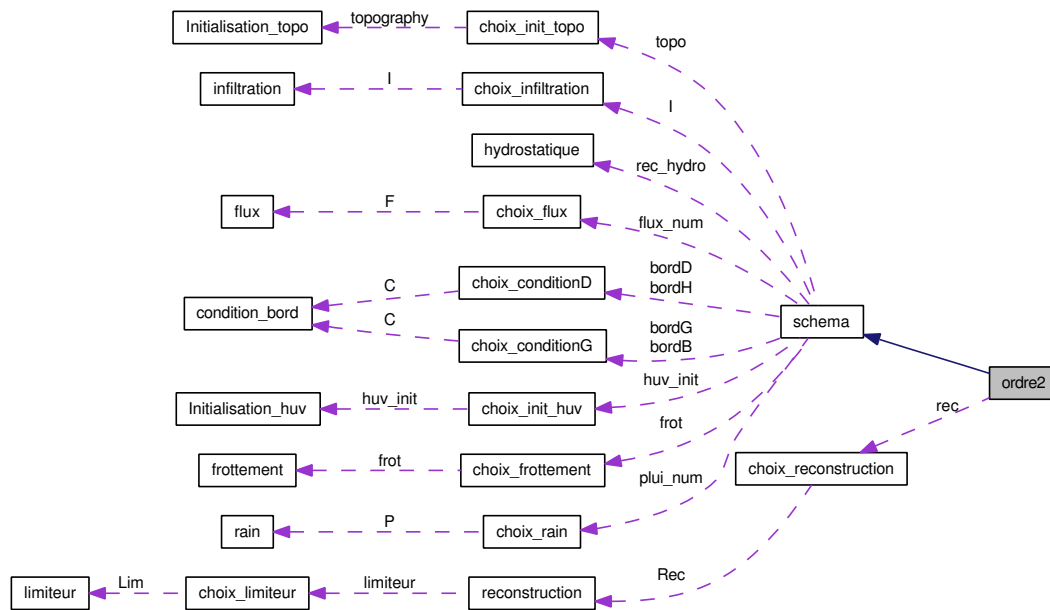 Initialisation_topo
topography
choix_init_topo
topo
infiltration
I
choix_infiltration
I
hydrostatique
rec_hydro
flux
F
choix_flux
flux_num
condition_bord
C
choix_conditionD
bordD
bordH
C
choix_conditionG
bordG
bordB
schema
ordre2
Initialisation_huv
huv_init
choix_init_huv
huv_init
rec
frottement
frot
choix_frottement
frot
choix_reconstruction
plui_num
rain
P
choix_rain
limiteur
Lim
choix_limiteur
limiteur
reconstruction
Rec